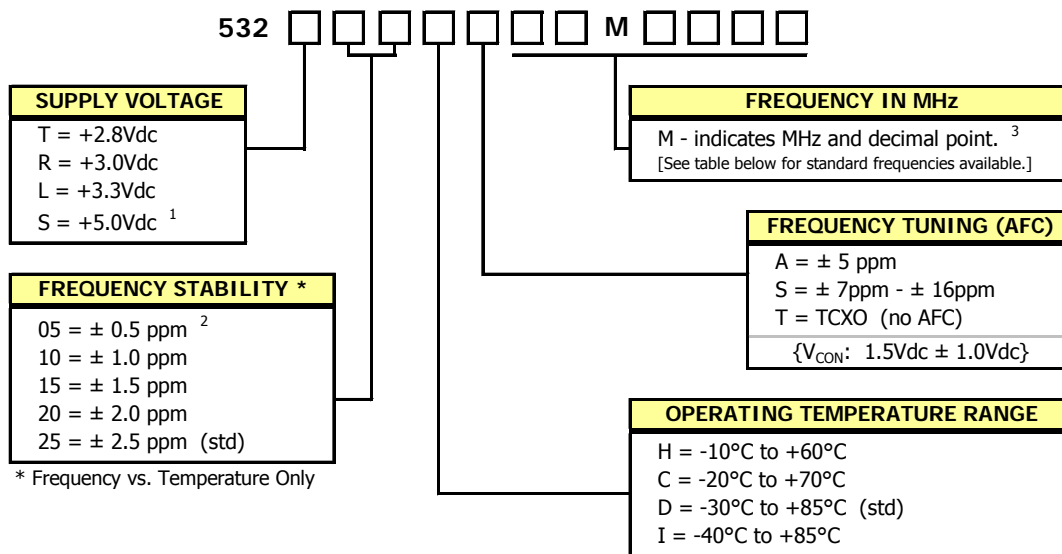 532 □ □ □ □ □ □ □ M □ □ □ □
SUPPLY VOLTAGE
T = +2.8Vdc
R = +3.0Vdc
L = +3.3Vdc
S = +5.0Vdc 1
FREQUENCY STABILITY *
05 = ± 0.5 ppm 2
10 = ± 1.0 ppm
15 = ± 1.5 ppm
20 = ± 2.0 ppm
25 = ± 2.5 ppm (std)
* Frequency vs. Temperature Only
FREQUENCY IN MHz
M - indicates MHz and decimal point. 3
[See table below for standard frequencies available.]
FREQUENCY TUNING (AFC)
A = ± 5 ppm
S = ± 7ppm - ± 16ppm
T = TCXO (no AFC)
{VCON: 1.5Vdc ± 1.0Vdc}
OPERATING TEMPERATURE RANGE
H = -10°C to +60°C
C = -20°C to +70°C
D = -30°C to +85°C (std)
I = -40°C to +85°C